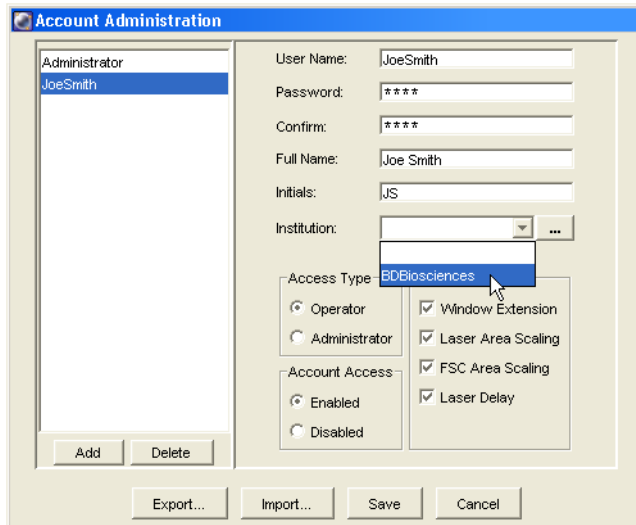 Account Administration
Administrator
JoeSmith
Add
Delete
User Name: JoeSmith
Password: ****
Confirm: ****
Full Name: Joe Smith
Initials: JS
Institution: ...
BDBiosciences
Access Type
Operator
Administrator
Account Access
Enabled
Disabled
Window Extension
Laser Area Scaling
FSC Area Scaling
Laser Delay
Export... Import... Save Cancel